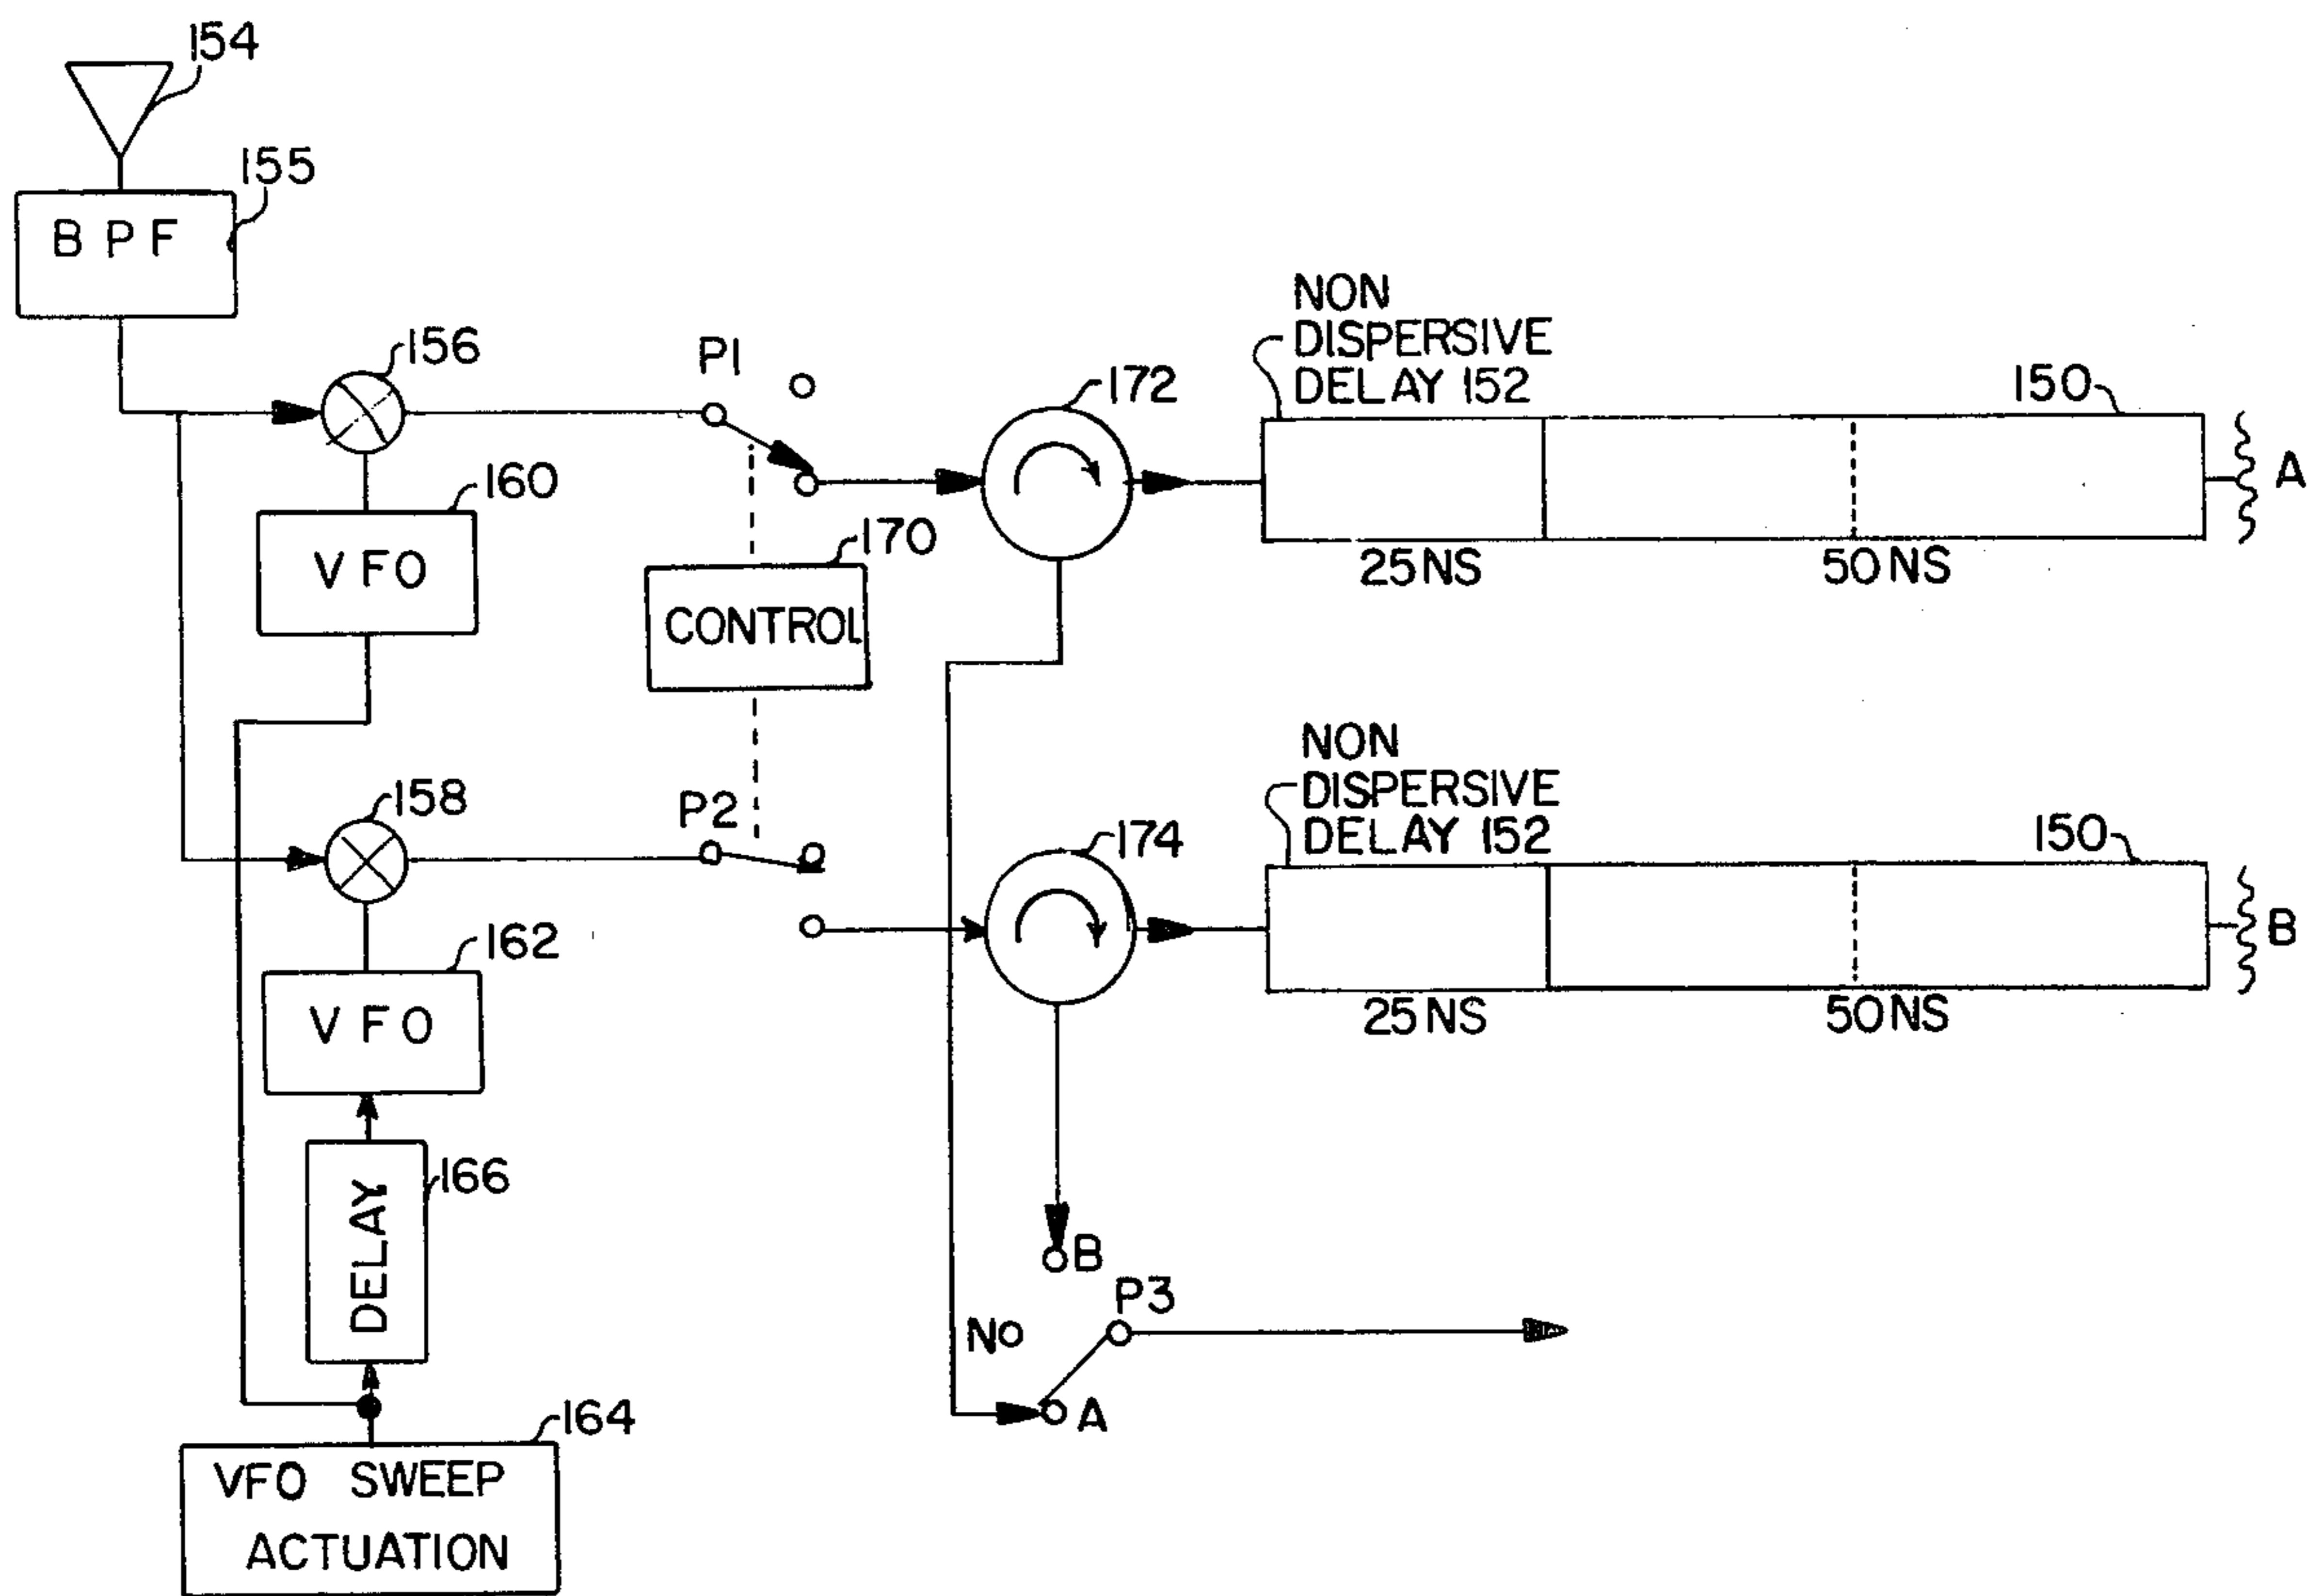 154
155
B P F
156
P1
172
NON
DISPERSIVE
DELAY 152
150
A
160
V F O
170
CONTROL
25 NS
50 NS
158
P2
174
NON
DISPERSIVE
DELAY 152
150
B
162
V F O
25 NS
50 NS
166
DELAY
B
P3
No
A
164
VFO SWEEP
ACTUATION